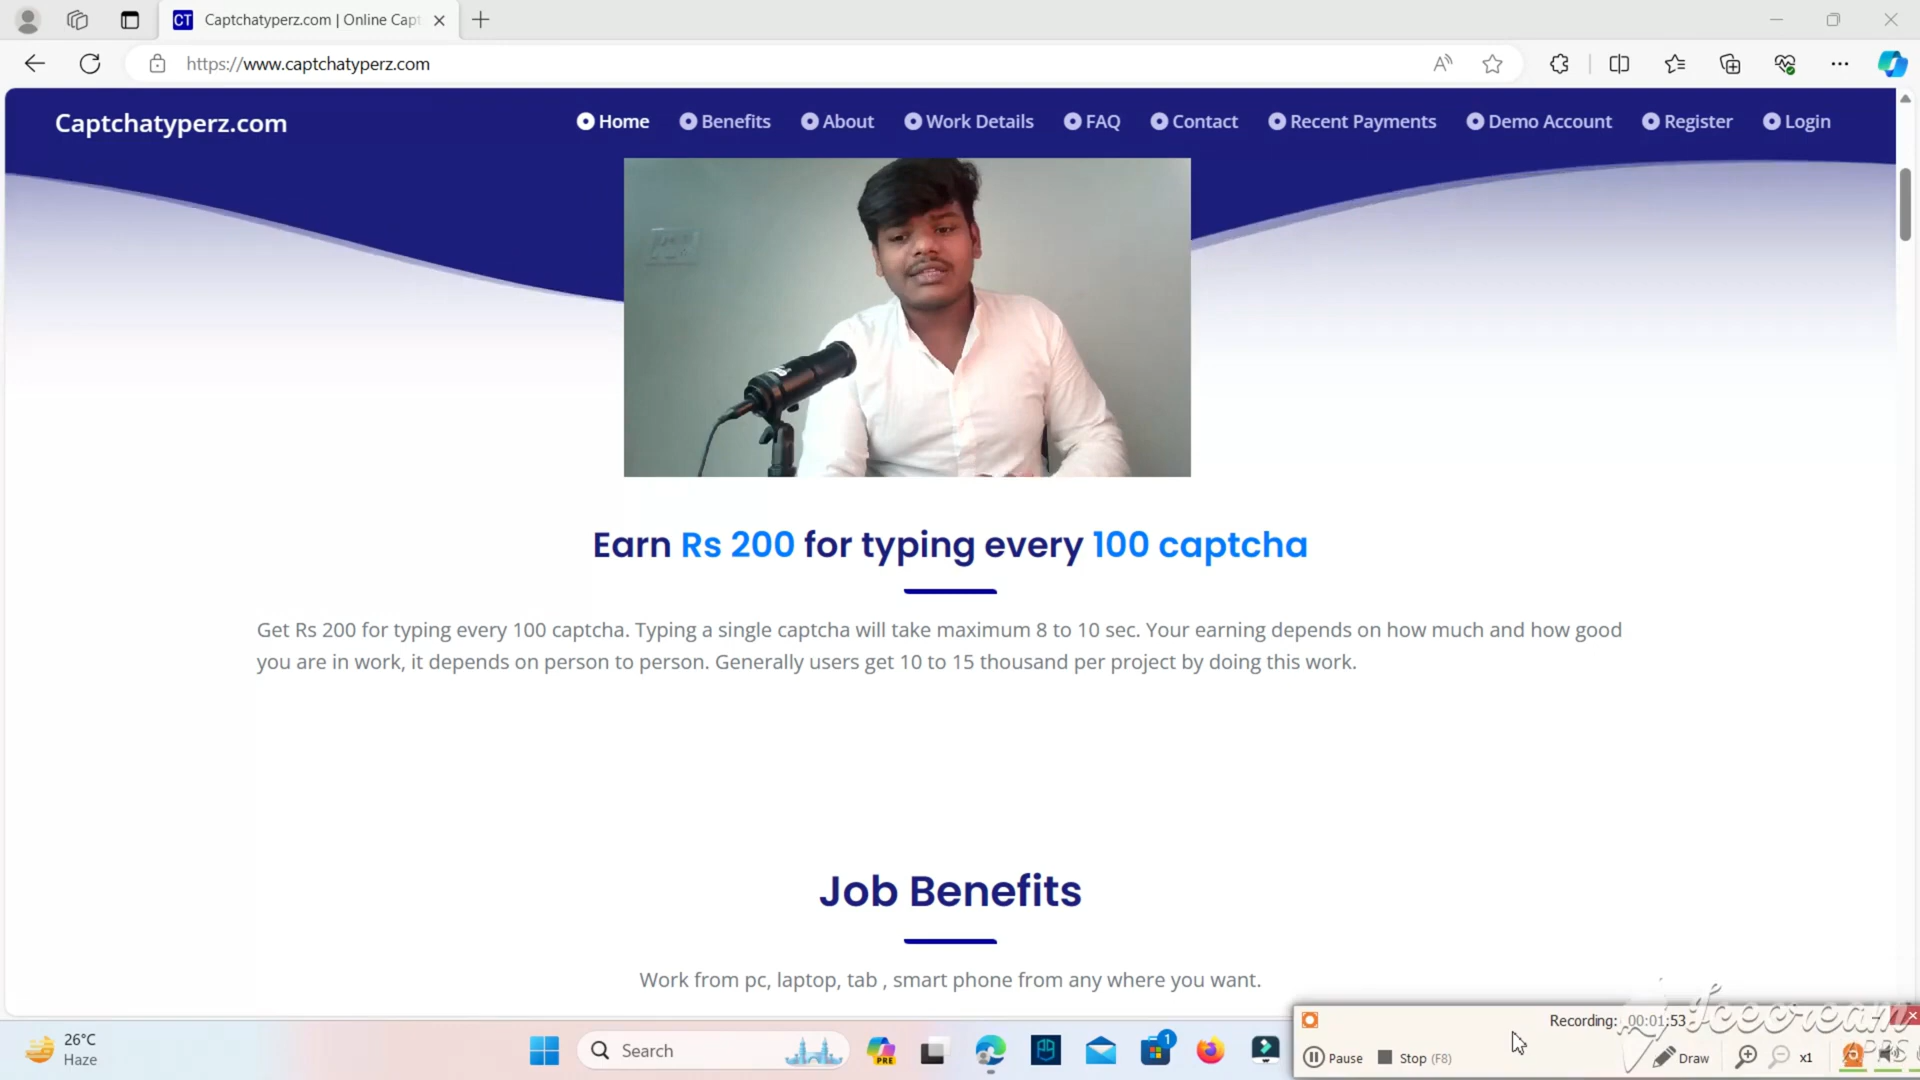 CT Captchatyperz.com | Online Capt
https://www.captchatyperz.com
Captchatyperz.com
Home Benefits About Work Details FAQ Contact Recent Payments Demo Account Register Login
Earn Rs 200 for typing every 100 captcha
Get Rs 200 for typing every 100 captcha. Typing a single captcha will take maximum 8 to 10 sec. Your earning depends on how much and how good
you are in work, it depends on person to person. Generally users get 10 to 15 thousand per project by doing this work.
Job Benefits
Work from pc, laptop, tab , smart phone from any where you want.
Recording: 00:01:53
Icecream
APPS
Pause Stop (F8) Draw x1
26°C
Haze
Search
PRE
1